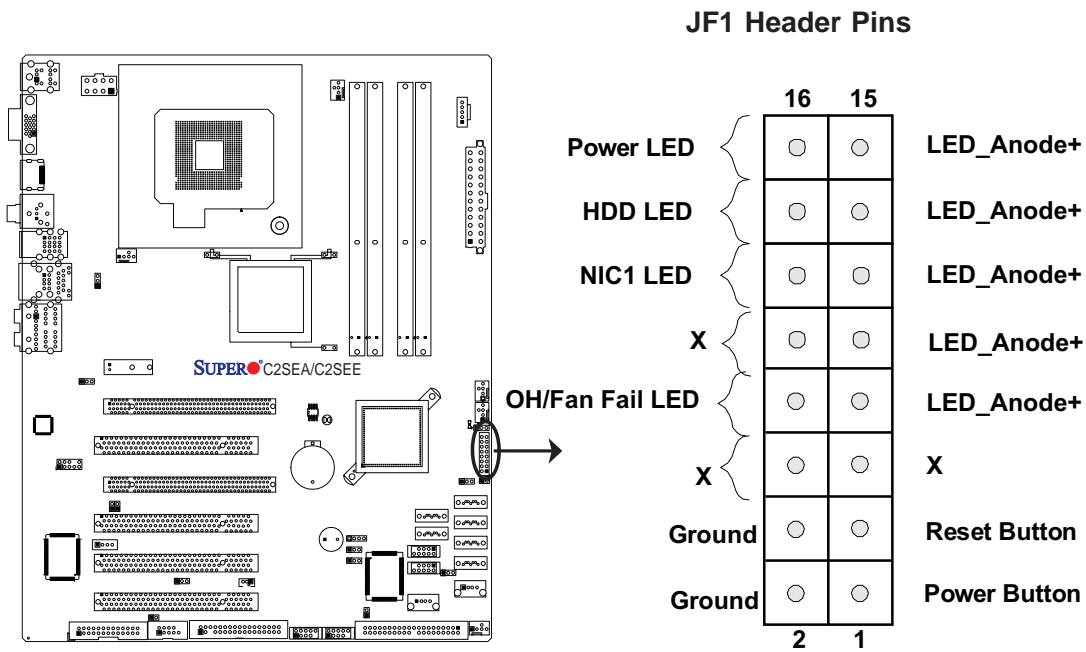 JF1 Header Pins
16 15
Power LED LED_Anode+
HDD LED LED_Anode+
NIC1 LED LED_Anode+
X LED_Anode+
OH/Fan Fail LED LED_Anode+
X X
Ground Reset Button
Ground Power Button
2 1
SUPER C2SEA/C2SEE